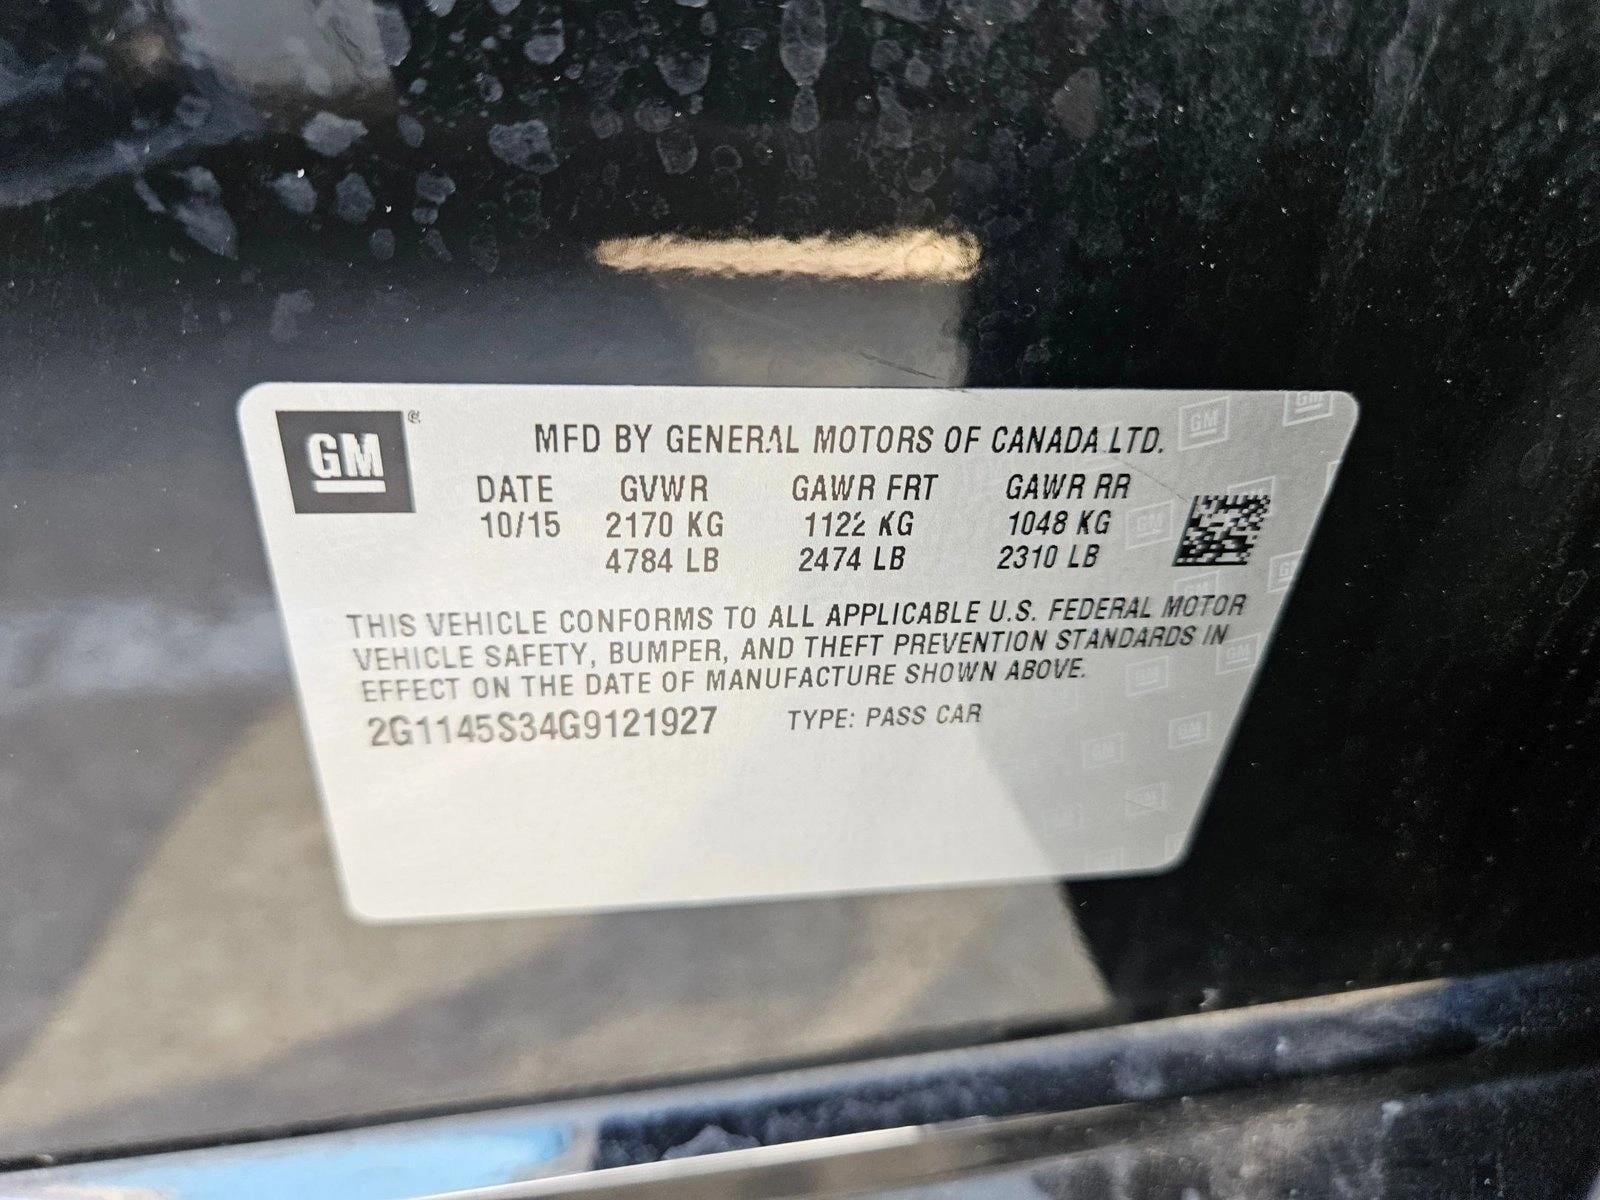 GM
MFD BY GENERAL MOTORS OF CANADA LTD.
DATE GVWR GAWR FRT GAWR RR
10/15 2170 KG 1122 KG 1048 KG
4784 LB 2474 LB 2310 LB
THIS VEHICLE CONFORMS TO ALL APPLICABLE U.S. FEDERAL MOTOR
VEHICLE SAFETY, BUMPER, AND THEFT PREVENTION STANDARDS IN
EFFECT ON THE DATE OF MANUFACTURE SHOWN ABOVE.
2G1145S34G9121927 TYPE: PASS CAR